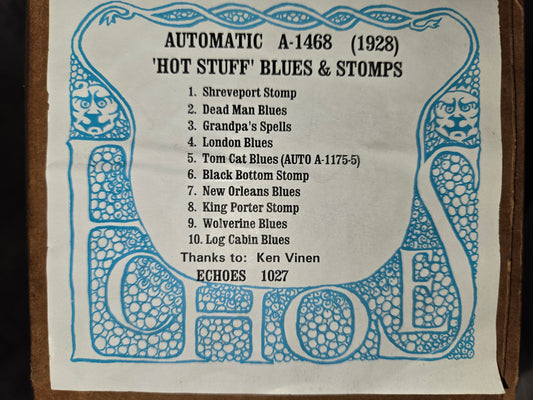 AUTOMATIC A-1468 (1928)
'HOT STUFF' BLUES & STOMPS
1. Shreveport Stomp
2. Dead Man Blues
3. Grandpa's Spells
4. London Blues
5. Tom Cat Blues (AUTO A-1175-5)
6. Black Bottom Stomp
7. New Orleans Blues
8. King Porter Stomp
9. Wolverine Blues
10. Log Cabin Blues
Thanks to: Ken Vinen
ECHOES 1027
ECHOES